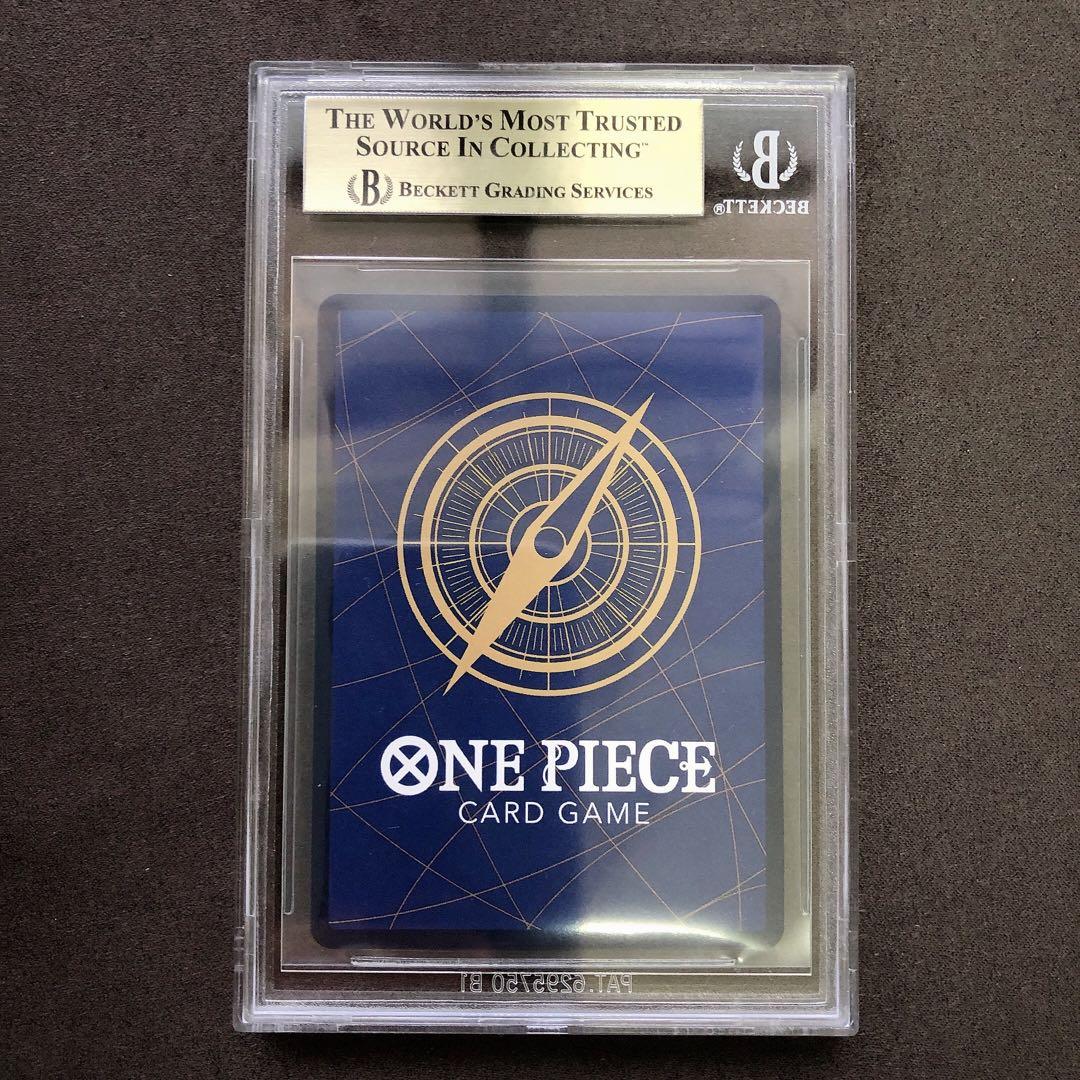 THE WORLD'S MOST TRUSTED
SOURCE IN COLLECTING™
B BECKETT GRADING SERVICES
B
BECKETT®
ONE PIECE
CARD GAME
PAT.6295750 B1